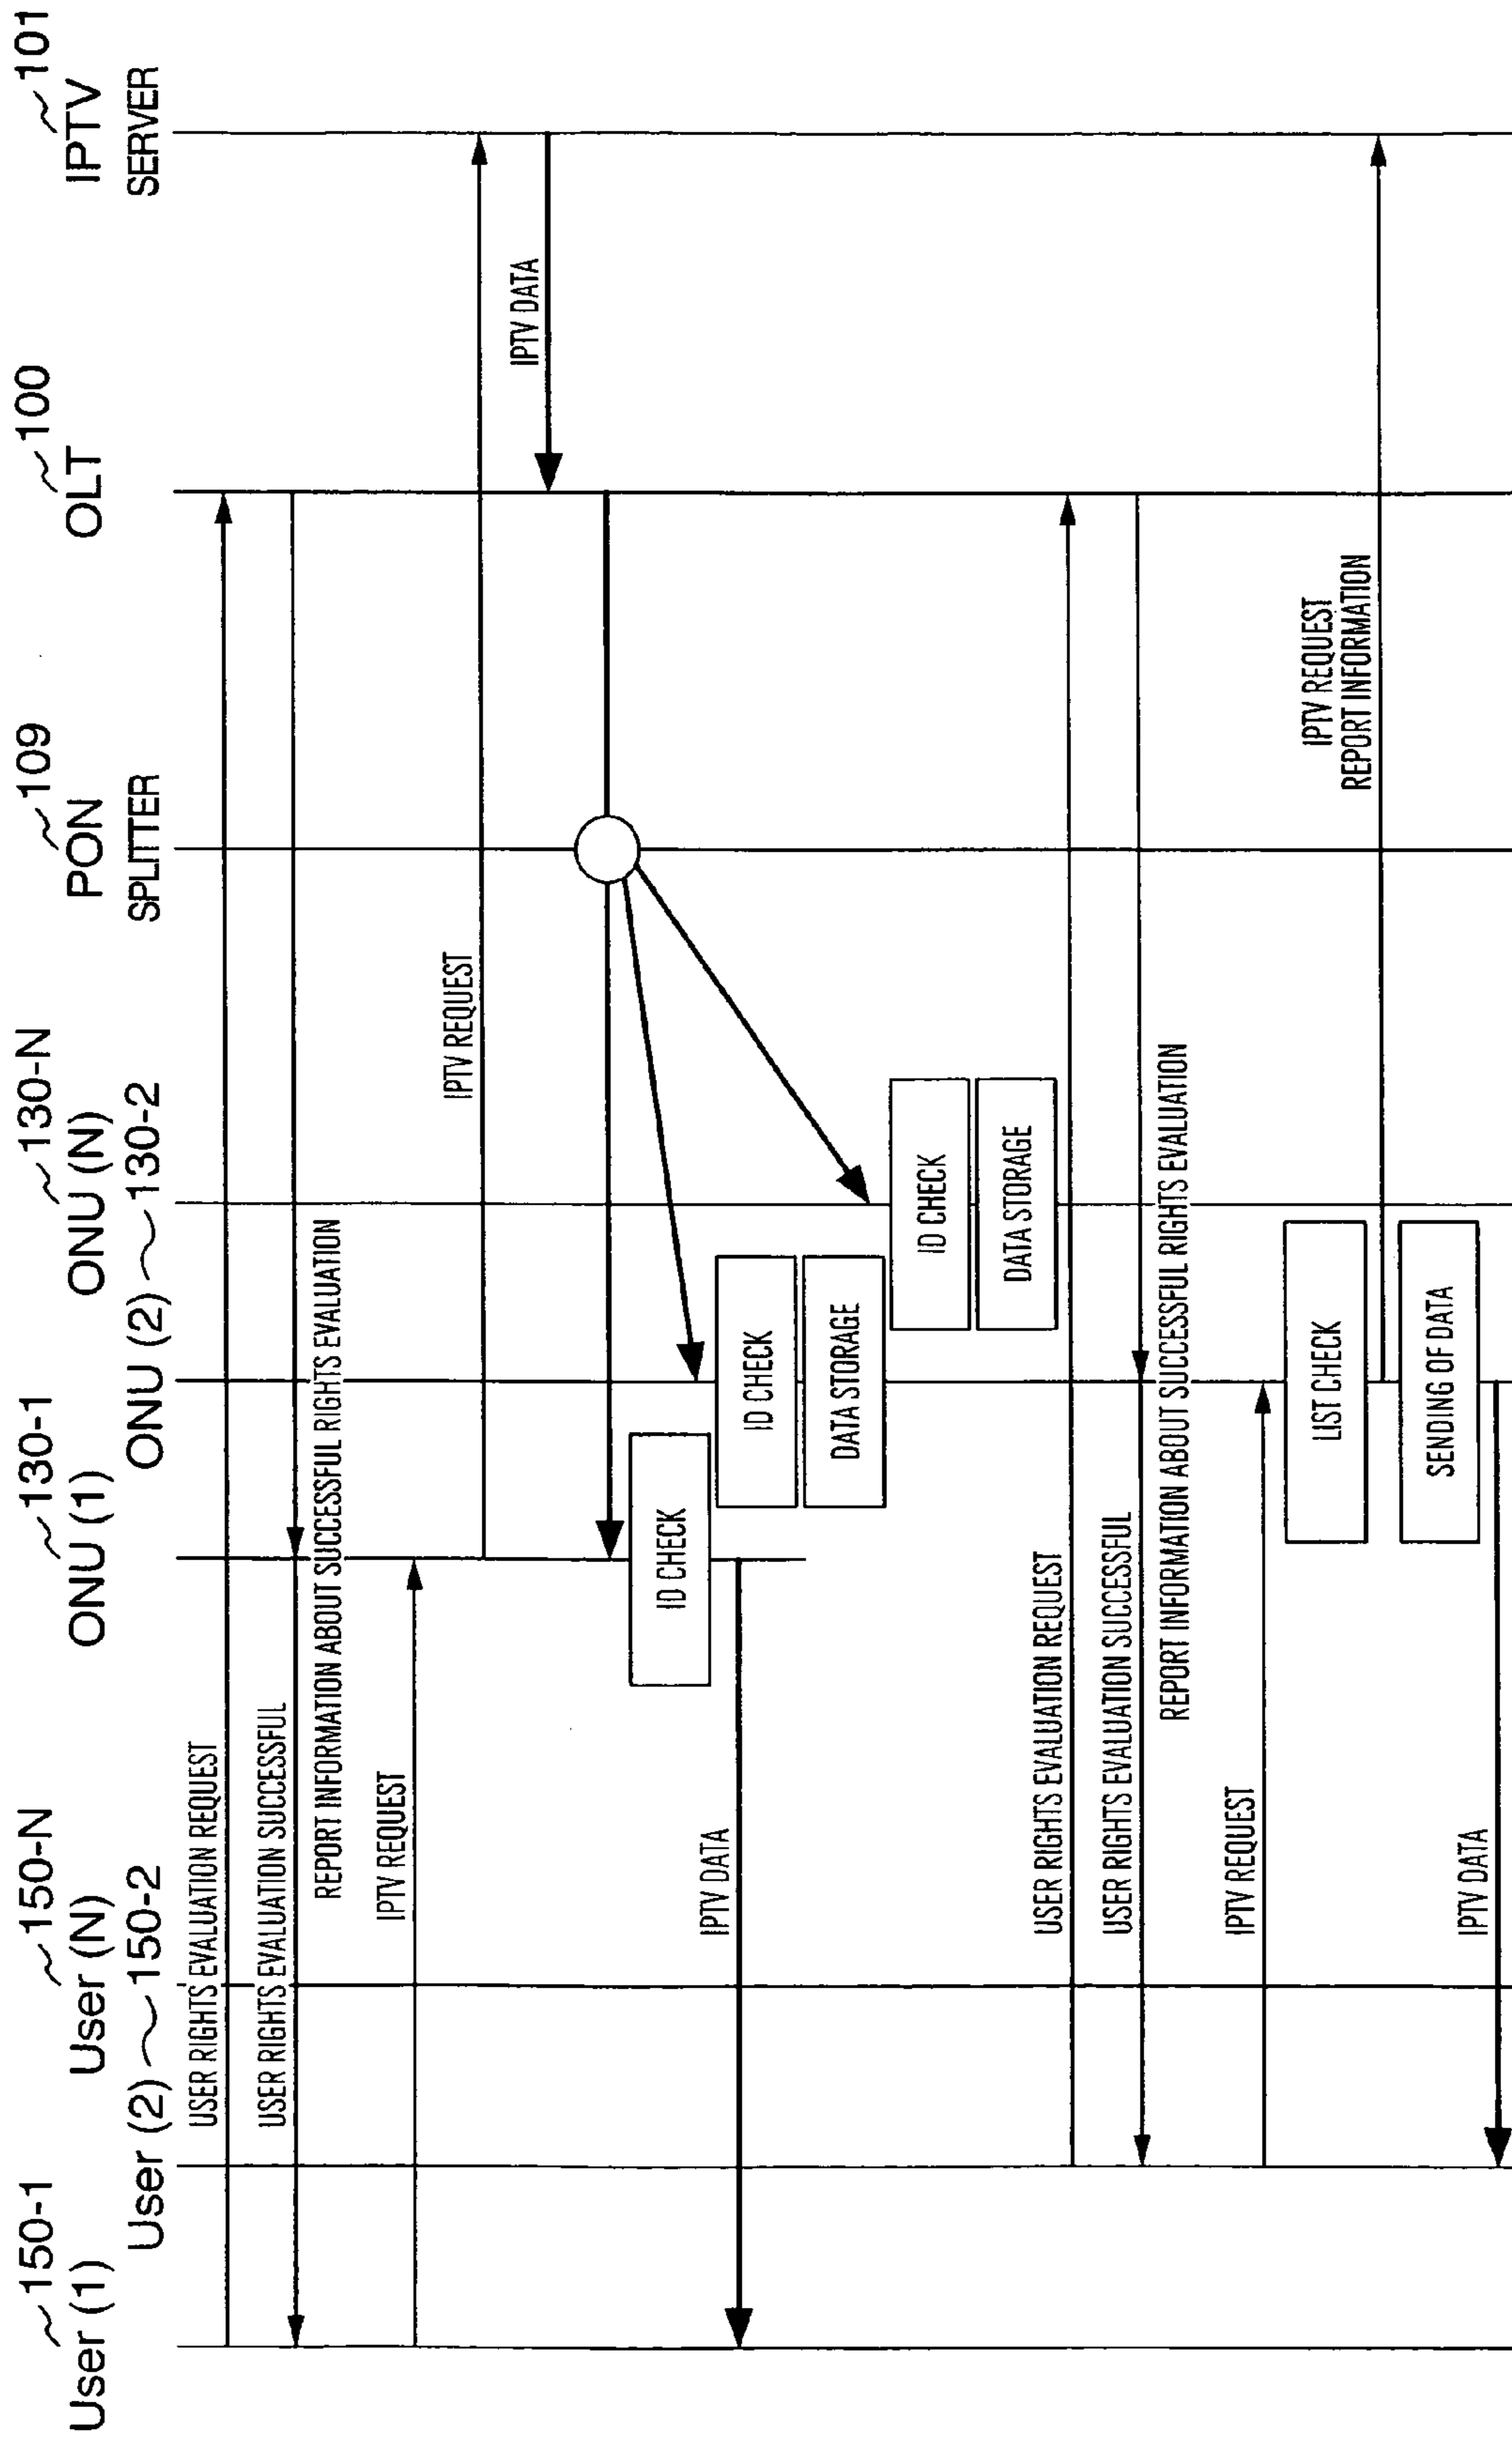 150-1
User (1)
150-N
User (N)
User (2) 150-2
130-1
ONU (1)
130-N
ONU (N)
ONU (2) 130-2
109
PON
SPLITTER
100
OLT
101
IPTV
SERVER
USER RIGHTS EVALUATION REQUEST
USER RIGHTS EVALUATION SUCCESSFUL
REPORT INFORMATION ABOUT SUCCESSFUL RIGHTS EVALUATION
IPTV REQUEST
IPTV REQUEST
IPTV DATA
ID CHECK
IPTV DATA
ID CHECK
DATA STORAGE
ID CHECK
DATA STORAGE
USER RIGHTS EVALUATION REQUEST
USER RIGHTS EVALUATION SUCCESSFUL
REPORT INFORMATION ABOUT SUCCESSFUL RIGHTS EVALUATION
IPTV REQUEST
LIST CHECK
IPTV REQUEST
REPORT INFORMATION
SENDING OF DATA
IPTV DATA